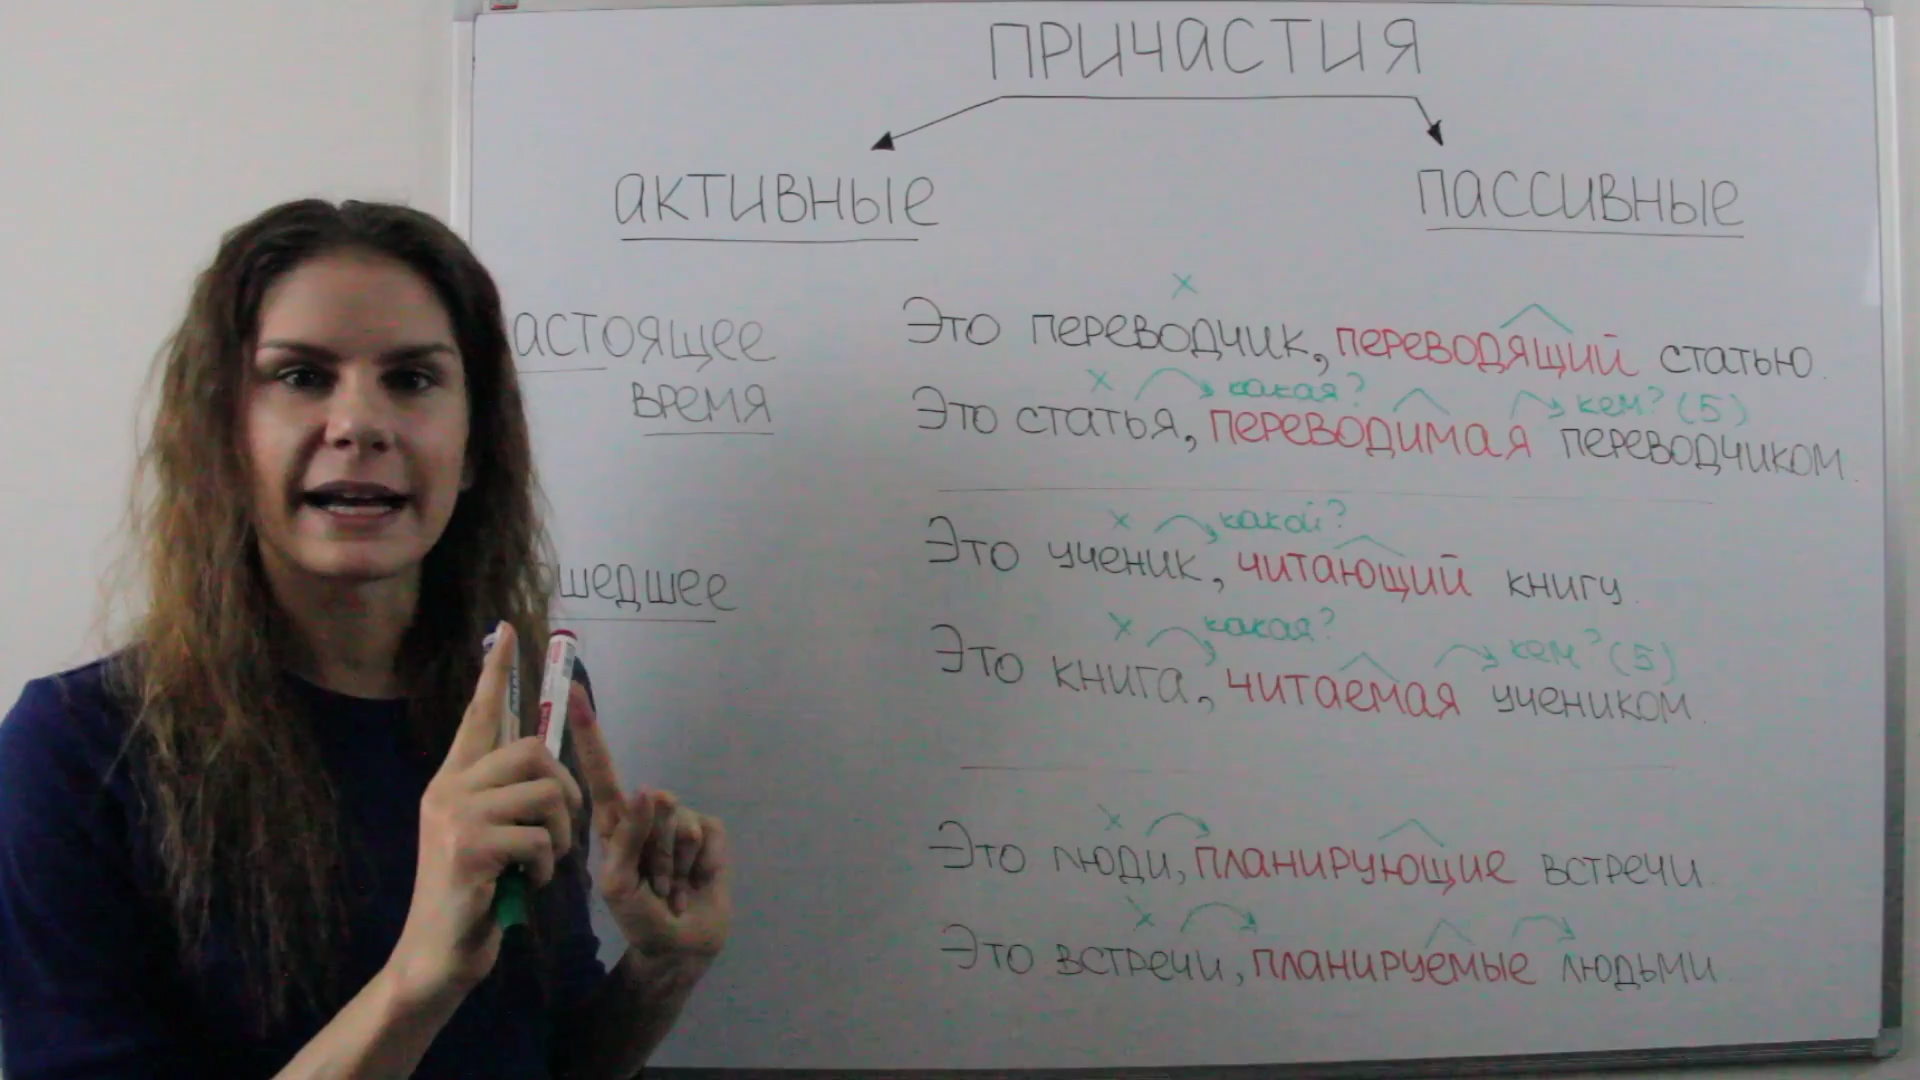 ПРИЧАСТИЯ
АКТИВНЫЕ ПАССИВНЫЕ
астоящее
время
Это переводчик, переводящий статью.
какая? кем? (5)
Это статья, переводимая переводчиком.
какой?
Это ученик, читающий книгу.
шедшее
какая? кем? (5)
Это книга, читаемая учеником.
Это люди, планирующие встречи
Это встречи, планируемые людьми